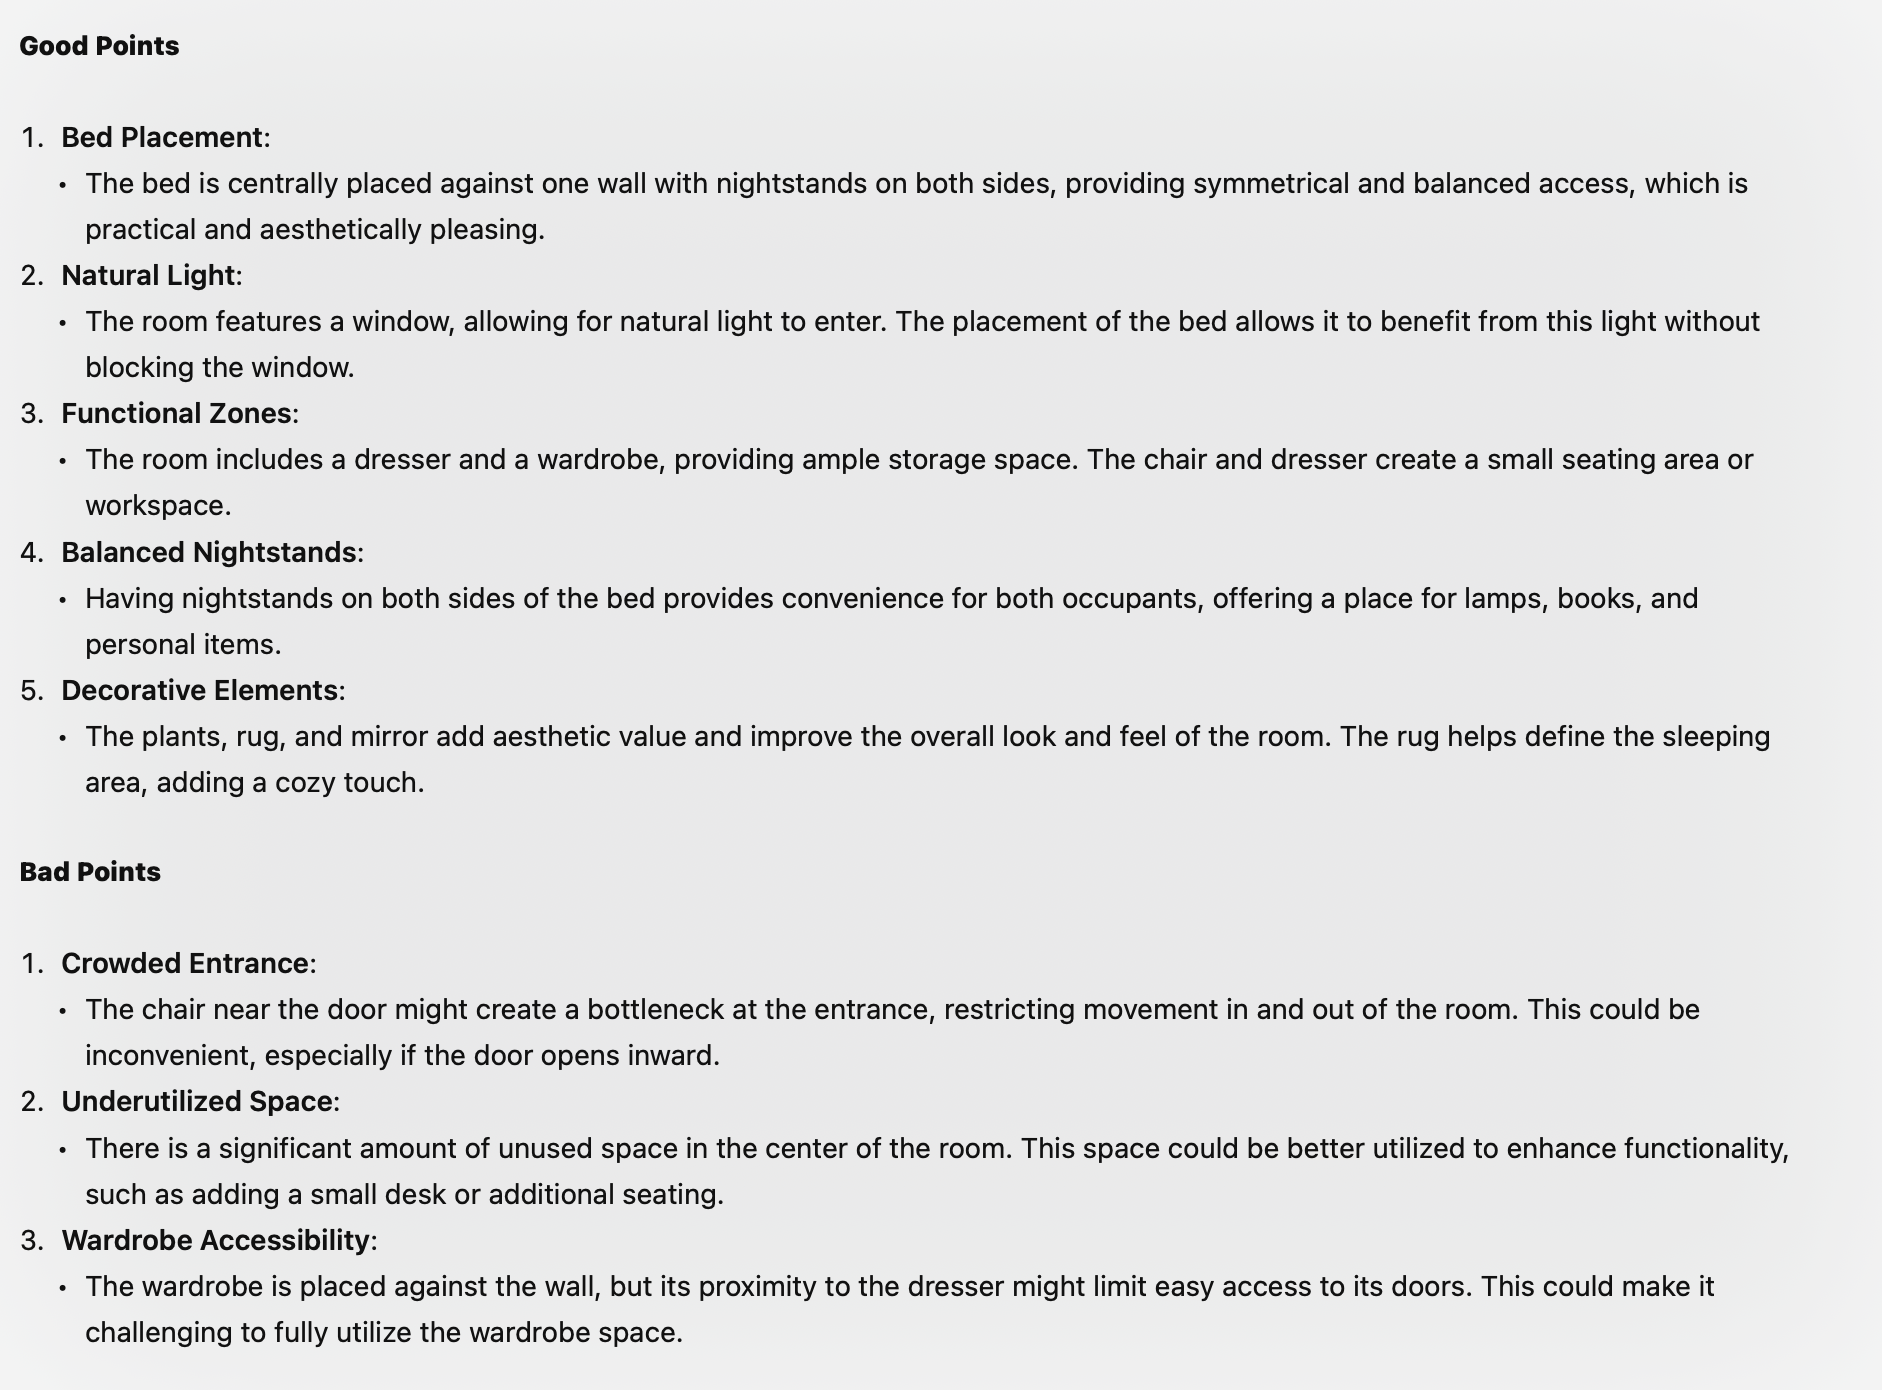 Good Points
1. Bed Placement:
• The bed is centrally placed against one wall with nightstands on both sides, providing symmetrical and balanced access, which is
practical and aesthetically pleasing.
2. Natural Light:
• The room features a window, allowing for natural light to enter. The placement of the bed allows it to benefit from this light without
blocking the window.
3. Functional Zones:
• The room includes a dresser and a wardrobe, providing ample storage space. The chair and dresser create a small seating area or
workspace.
4. Balanced Nightstands:
• Having nightstands on both sides of the bed provides convenience for both occupants, offering a place for lamps, books, and
personal items.
5. Decorative Elements:
• The plants, rug, and mirror add aesthetic value and improve the overall look and feel of the room. The rug helps define the sleeping
area, adding a cozy touch.
Bad Points
1. Crowded Entrance:
• The chair near the door might create a bottleneck at the entrance, restricting movement in and out of the room. This could be
inconvenient, especially if the door opens inward.
2. Underutilized Space:
• There is a significant amount of unused space in the center of the room. This space could be better utilized to enhance functionality,
such as adding a small desk or additional seating.
3. Wardrobe Accessibility:
• The wardrobe is placed against the wall, but its proximity to the dresser might limit easy access to its doors. This could make it
challenging to fully utilize the wardrobe space.